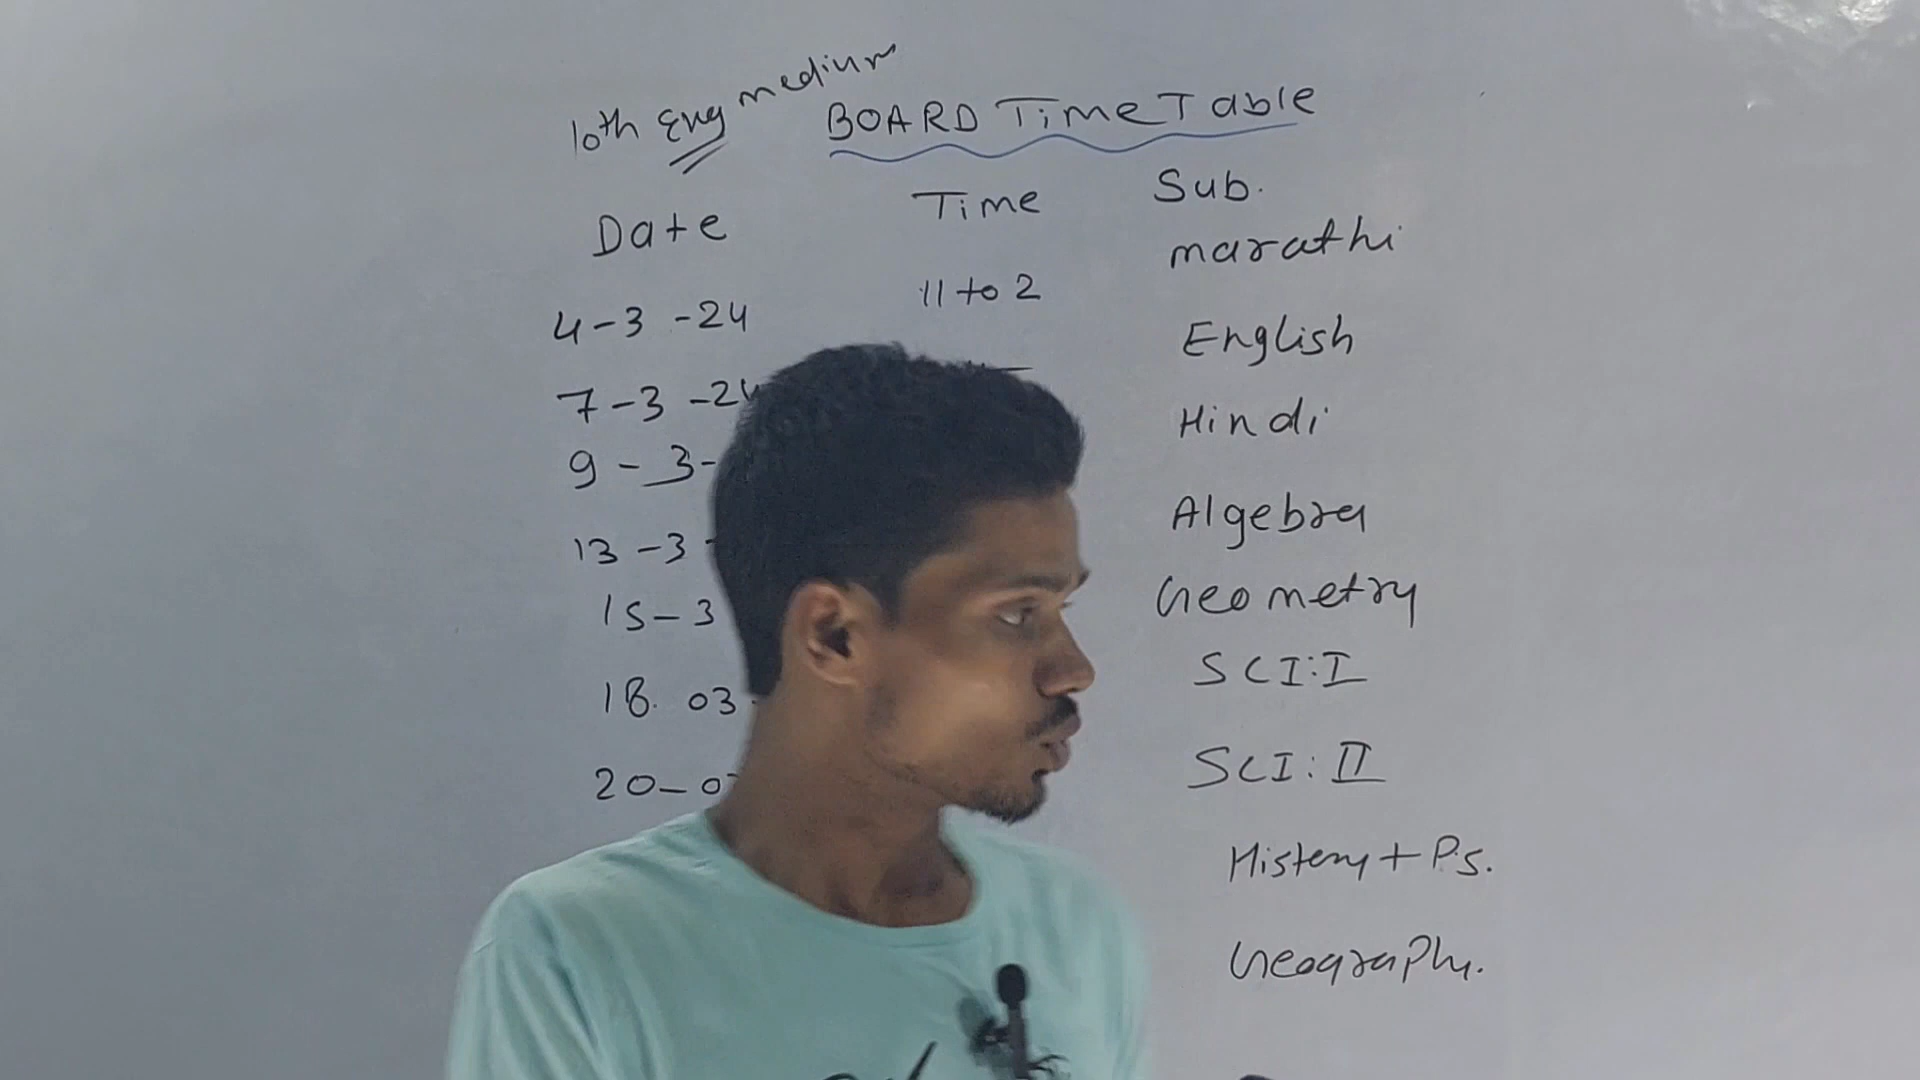 10th Eng medium
BOARD Time Table
Date Time Sub.
marathi
4-3-24 11 to 2
English
7-3-24
Hindi
9-3-
13-3-
Algebra
15-3
Geometry
18. 03-
SCI:I
20-0
SCI:II
History + P.S.
Geography.